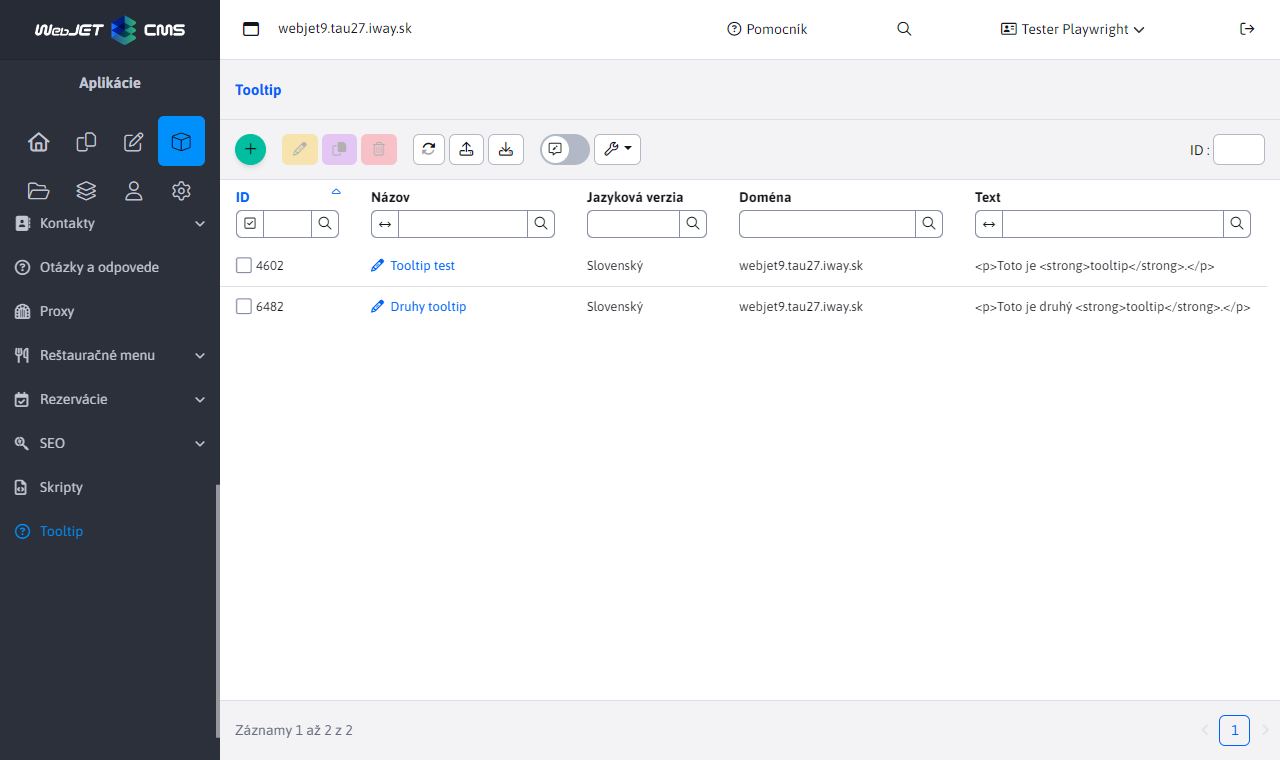 WebJET CMS
webjet9.tau27.iway.sk
Pomocník
Tester Playwright
Aplikácie
Kontakty
Otázky a odpovede
Proxy
Reštauračné menu
Rezervácie
SEO
Skripty
Tooltip
Tooltip
ID :
ID Názov Jazyková verzia Doména Text
4602 Tooltip test Slovenský webjet9.tau27.iway.sk <p>Toto je <strong>tooltip</strong>.</p>
6482 Druhy tooltip Slovenský webjet9.tau27.iway.sk <p>Toto je druhý <strong>tooltip</strong>.</p>
Záznamy 1 až 2 z 2
1